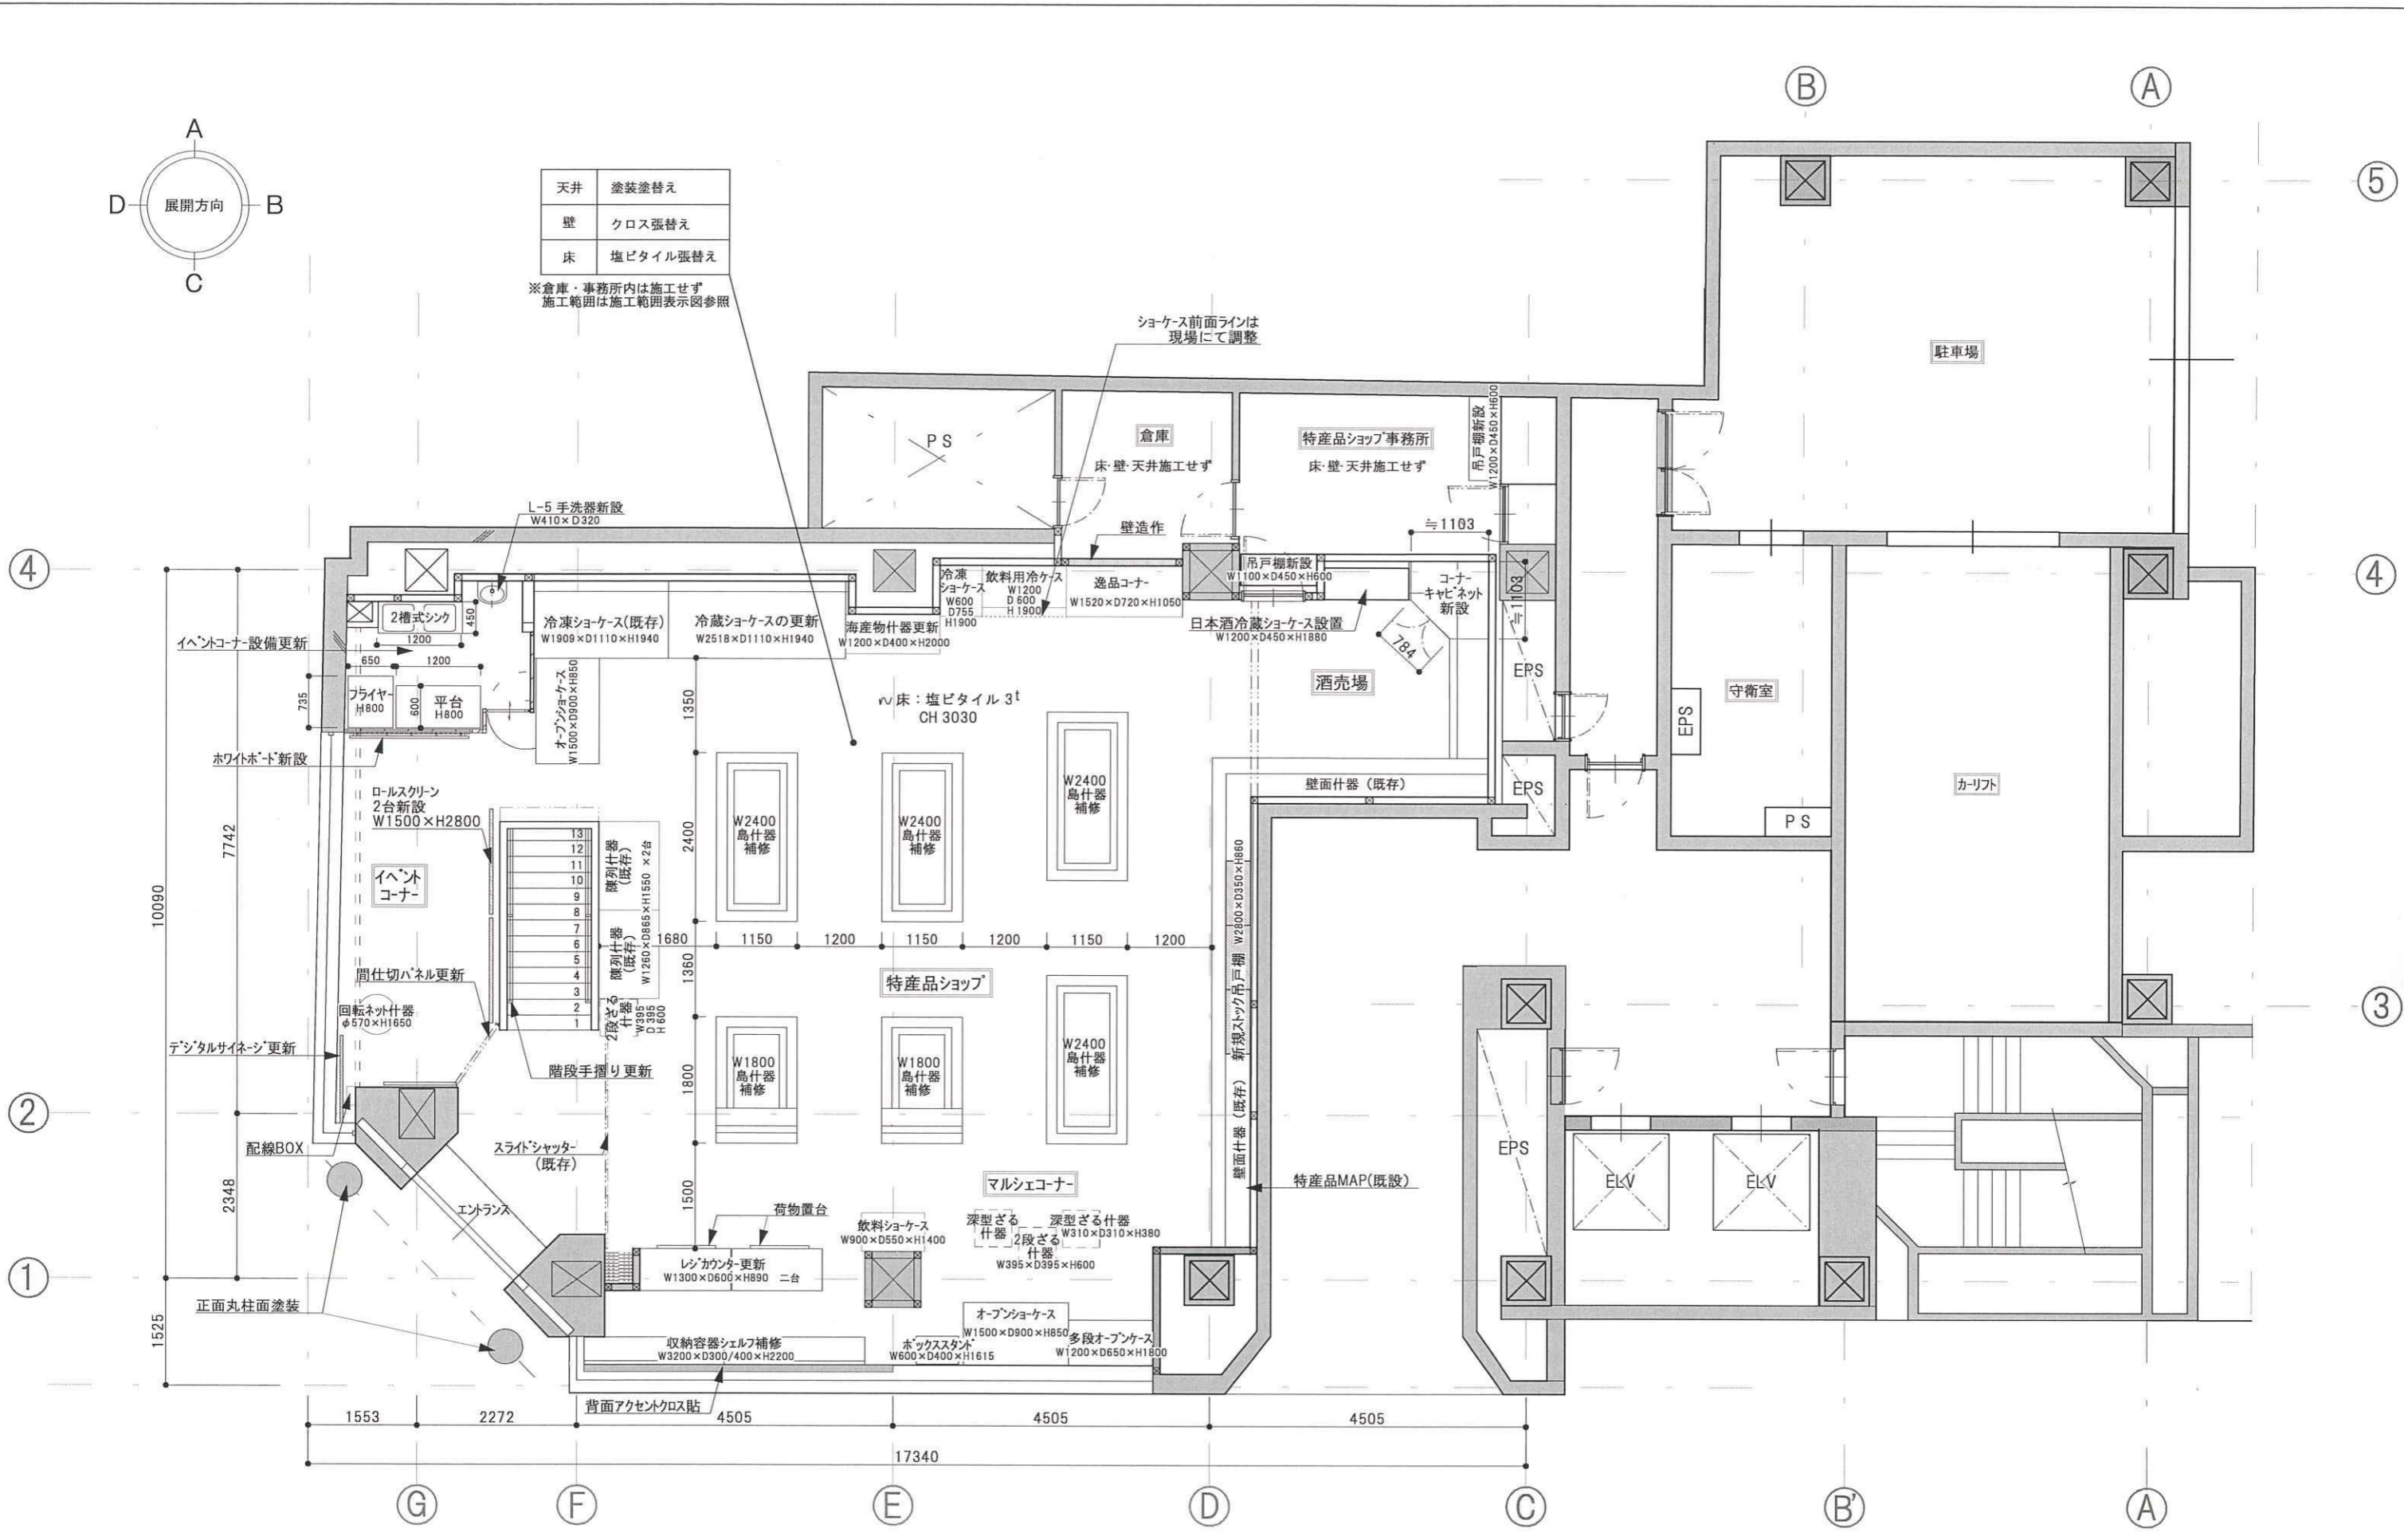 A
D
展開方向
B
C
天井
塗装塗替え
壁
クロス張替え
床
塩ビタイル張替え
※倉庫・事務所内は施工せず
施工範囲は施工範囲表示図参照
B
A
5
ショーケース前面ラインは
現場にて調整
駐車場
PS
倉庫
床・壁・天井施工せず
特産品ショップ事務所
床・壁・天井施工せず
吊戸棚新設
W1200×D450×H600
L-5 手洗器新設
W410×D320
壁造作
≒1103
4
4
2槽式シンク
450
1200
イベントコーナー設備更新
650
1200
735
フライヤー
H800
600
平台
H800
ホワイトボード新設
冷凍ショーケース(既存)
W1909×D1110×H1940
冷蔵ショーケースの更新
W2518×D1110×H1940
オープンショーケース
W1500×D900×H850
海産物什器更新
W1200×D400×H2000
冷凍
ショーケース
W600
D755
H1900
飲料用冷ケース
W1200
D600
H1900
逸品コーナー
W1520×D720×H1050
吊戸棚新設
W1100×D450×H600
日本酒冷蔵ショーケース設置
W1200×D450×H1880
コーナー
キャビネット
新設
≒1103
784
酒売場
EPS
EPS
守衛室
EPS
PS
カーリフト
床：塩ビタイル 3t
CH 3030
1350
壁面什器（既存）
ロールスクリーン
2台新設
W1500×H2800
7742
10090
イベント
コーナー
13
12
11
10
9
8
7
6
5
4
3
2
1
陳列什器
(既存)
陳列什器
(既存)
W1260×D865×H1550 ×2台
2段ざる
什器
W395
D395
H600
2400
W2400
島什器
補修
W2400
島什器
補修
W2400
島什器
補修
1680
1150
1200
1150
1200
1150
1200
1360
特産品ショップ
間仕切パネル更新
回転ネット什器
φ570×H1650
デジタルサイネージ更新
階段手摺り更新
1800
W1800
島什器
補修
W1800
島什器
補修
W2400
島什器
補修
壁面什器（既存）
新規ストック吊戸棚 W2800×D350×H860
3
2
配線BOX
スライドシャッター
(既存)
2348
1500
マルシェコーナー
特産品MAP(既設)
EPS
ELV
ELV
エントランス
荷物置台
飲料ショーケース
W900×D550×H1400
深型ざる
什器
深型ざる什器
W310×D310×H380
2段ざる
什器
W395×D395×H600
レジカウンター更新
W1300×D600×H890 二台
1
正面丸柱面塗装
1525
収納容器シェルフ補修
W3200×D300/400×H2200
ボックススタンド
W600×D400×H1615
オープンショーケース
W1500×D900×H850
多段オープンケース
W1200×D650×H1800
背面アクセントクロス貼
1553
2272
4505
4505
4505
17340
G
F
E
D
C
B'
A